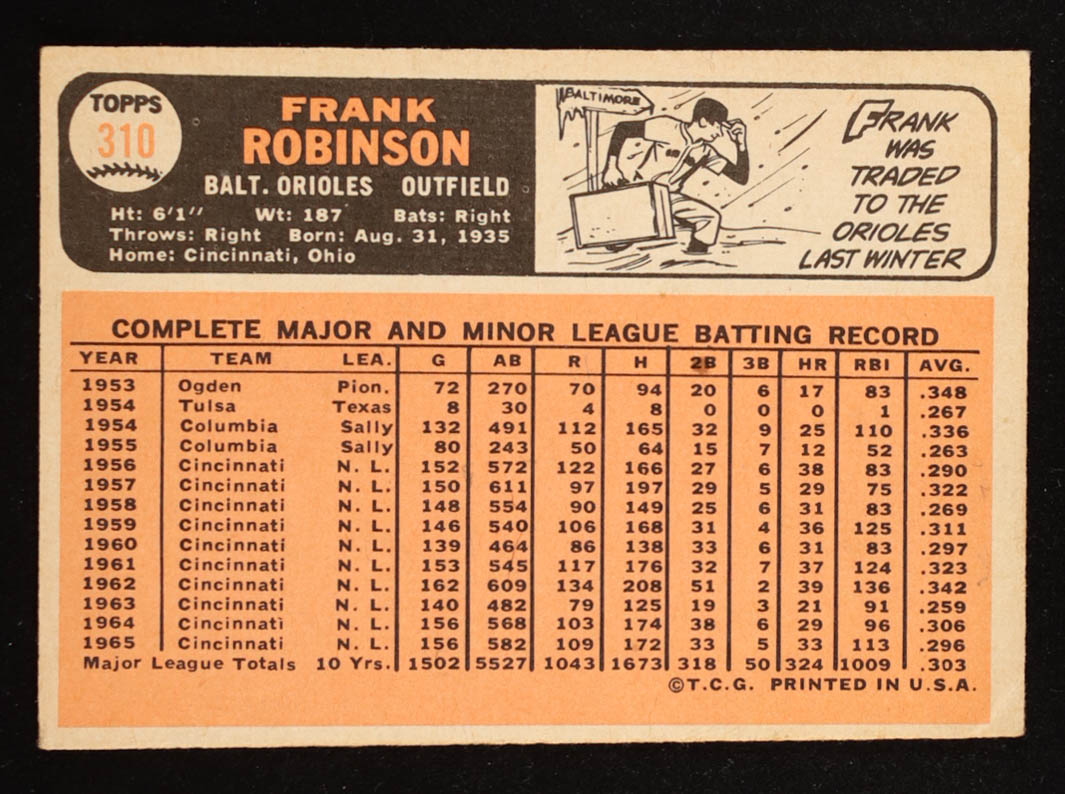 TOPPS
310
FRANK
ROBINSON
BALT. ORIOLES OUTFIELD
Ht: 6'1" Wt: 187 Bats: Right
Throws: Right Born: Aug. 31, 1935
Home: Cincinnati, Ohio
BALTIMORE
FRANK
WAS
TRADED
TO THE
ORIOLES
LAST WINTER
COMPLETE MAJOR AND MINOR LEAGUE BATTING RECORD
YEAR TEAM LEA. G AB R H 2B 3B HR RBI AVG.
1953 Ogden Pion. 72 270 70 94 20 6 17 83 .348
1954 Tulsa Texas 8 30 4 8 0 0 0 1 .267
1954 Columbia Sally 132 491 112 165 32 9 25 110 .336
1955 Columbia Sally 80 243 50 64 15 7 12 52 .263
1956 Cincinnati N. L. 152 572 122 166 27 6 38 83 .290
1957 Cincinnati N. L. 150 611 97 197 29 5 29 75 .322
1958 Cincinnati N. L. 148 554 90 149 25 6 31 83 .269
1959 Cincinnati N. L. 146 540 106 168 31 4 36 125 .311
1960 Cincinnati N. L. 139 464 86 138 33 6 31 83 .297
1961 Cincinnati N. L. 153 545 117 176 32 7 37 124 .323
1962 Cincinnati N. L. 162 609 134 208 51 2 39 136 .342
1963 Cincinnati N. L. 140 482 79 125 19 3 21 91 .259
1964 Cincinnati N. L. 156 568 103 174 38 6 29 96 .306
1965 Cincinnati N. L. 156 582 109 172 33 5 33 113 .296
Major League Totals 10 Yrs. 1502 5527 1043 1673 318 50 324 1009 .303
©T.C.G. PRINTED IN U.S.A.